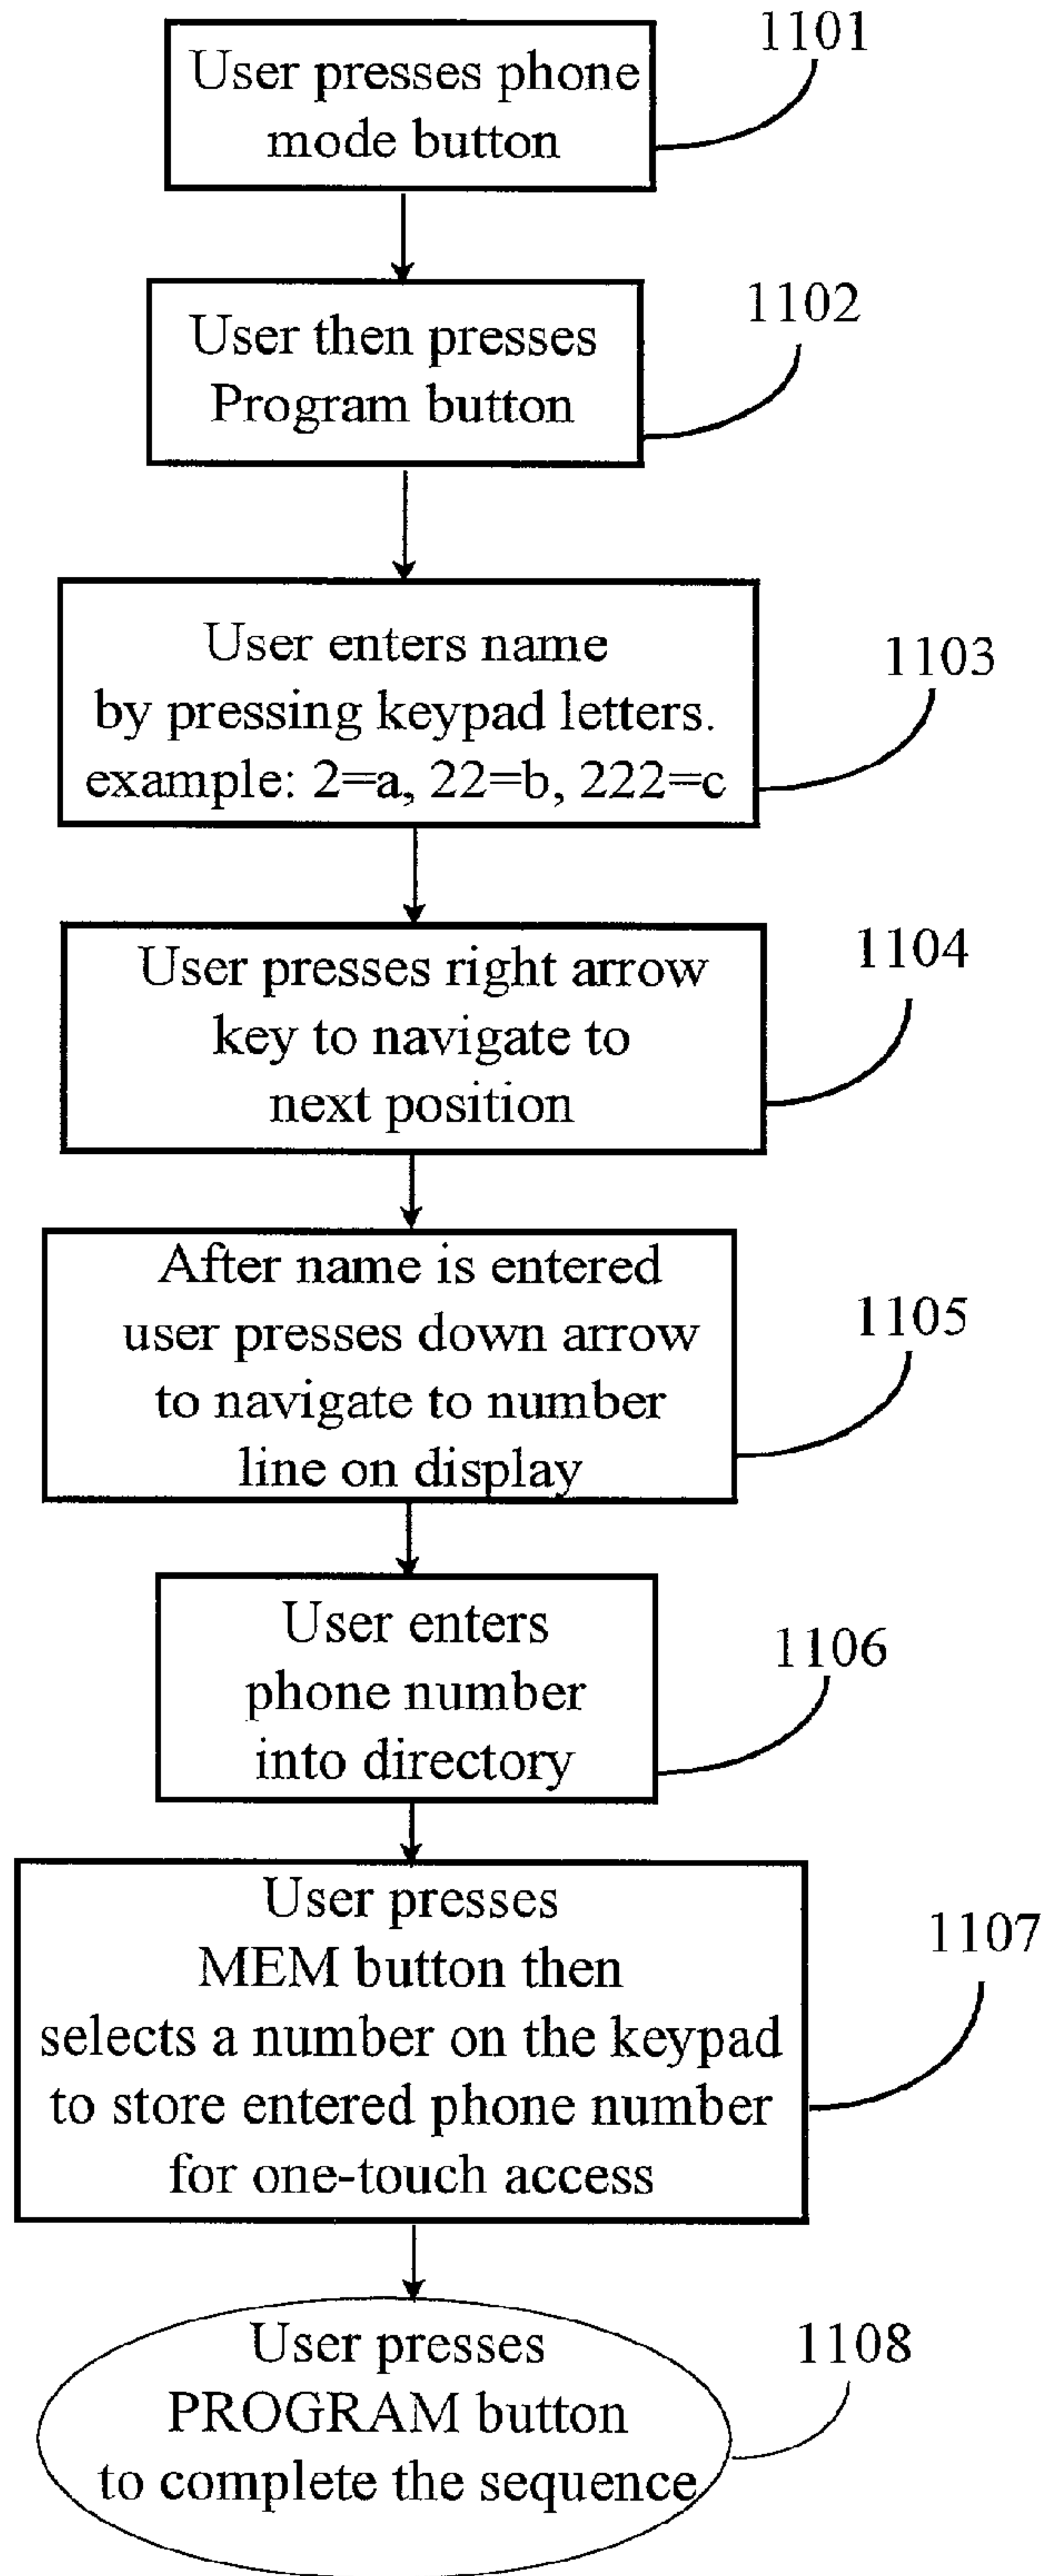 1101
User presses phone
mode button
1102
User then presses
Program button
User enters name
1103
by pressing keypad letters.
example: 2=a, 22=b, 222=c
1104
User presses right arrow
key to navigate to
next position
After name is entered
1105
user presses down arrow
to navigate to number
line on display
User enters
1106
phone number
into directory
User presses
1107
MEM button then
selects a number on the keypad
to store entered phone number
for one-touch access
User presses
1108
PROGRAM button
to complete the sequence